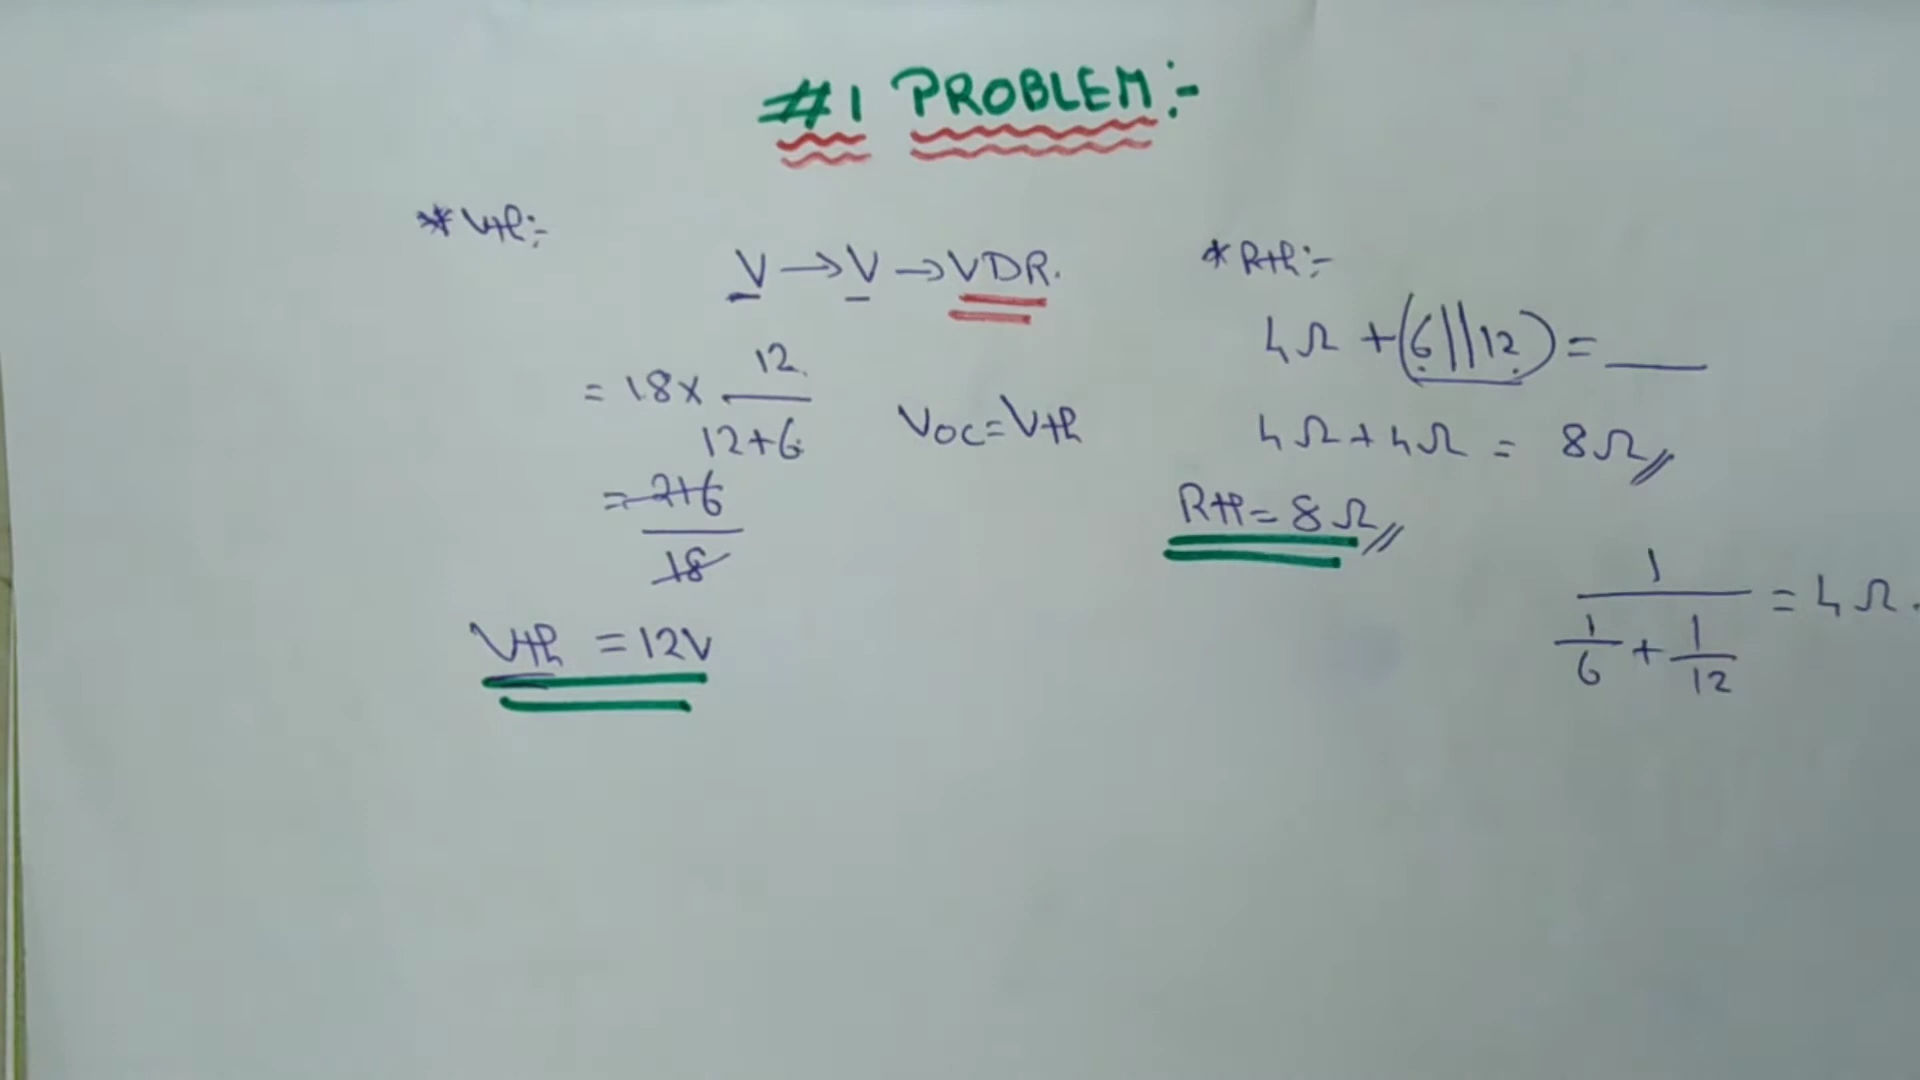 #1 PROBLEM:-
*Vth:-
V → V → VDR.
= 18 x 12 / 12+6
= 216 / 18
Vth = 12V
Voc = Vth
*Rth:-
4Ω + (6||12) = ___
4Ω + 4Ω = 8Ω//
Rth = 8Ω//
1 / 1/6 + 1/12 = 4Ω.